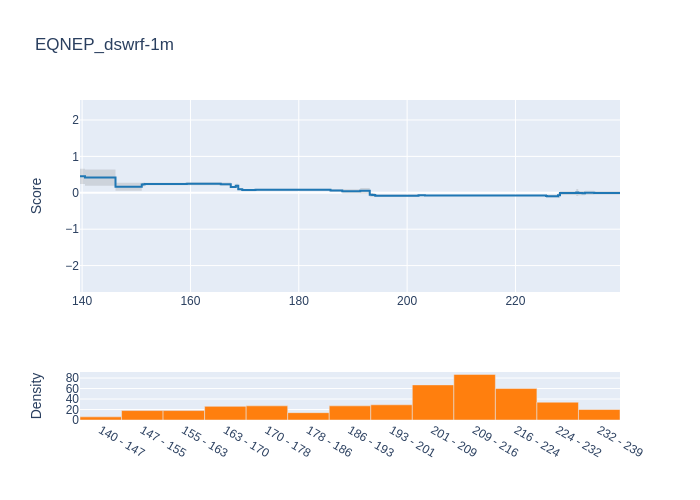 EQNEP_dswrf-1m
2
1
0
−1
−2
Score
140
160
180
200
220
80
60
40
20
0
Density
140 - 147
147 - 155
155 - 163
163 - 170
170 - 178
178 - 186
186 - 193
193 - 201
201 - 209
209 - 216
216 - 224
224 - 232
232 - 239